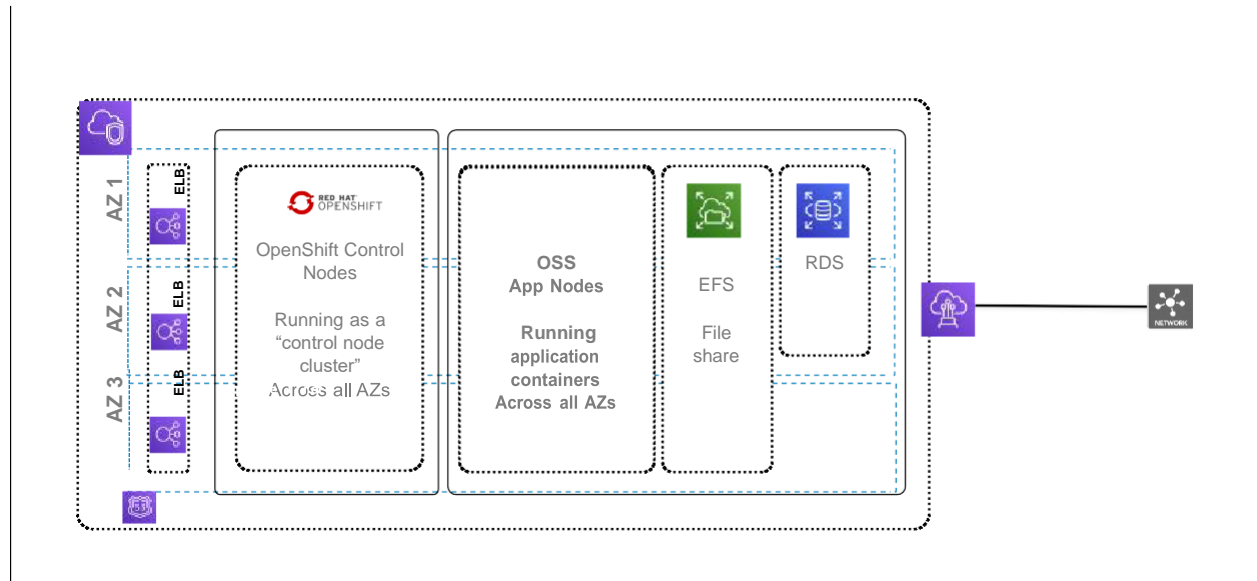 AZ 1
AZ 2
AZ 3
ELB
ELB
ELB
RED HAT
OPENSHIFT
OpenShift Control
Nodes
Running as a
“control node
cluster”
Across all AZs
OSS
App Nodes
Running
application
containers
Across all AZs
EFS
File
share
RDS
NETWORK
53